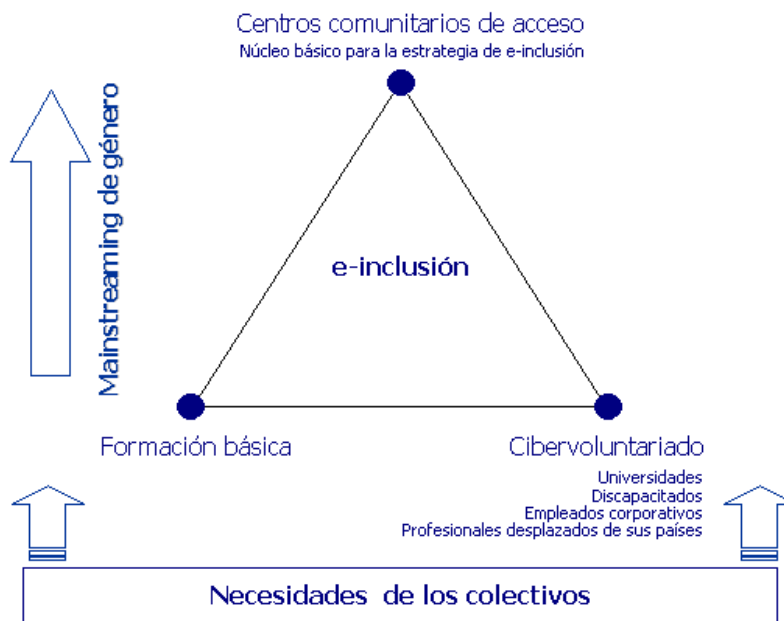 Centros comunitarios de acceso
Núcleo básico para la estrategia de e-inclusión
Mainstreaming de género
e-inclusión
Formación básica
Cibervoluntariado
Universidades
Discapacitados
Empleados corporativos
Profesionales desplazados de sus países
Necesidades de los colectivos